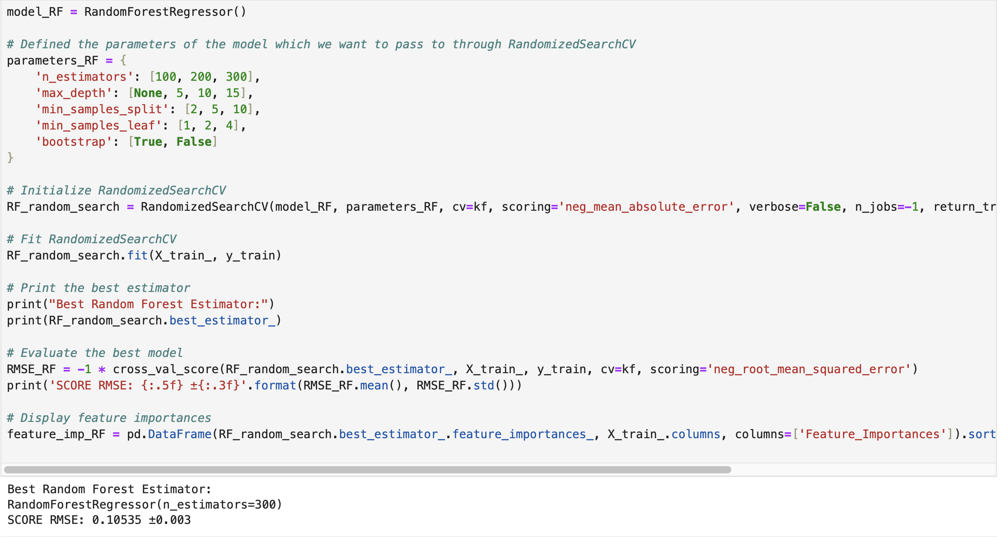 model_RF = RandomForestRegressor()
# Defined the parameters of the model which we want to pass to through RandomizedSearchCV
parameters_RF = {
    'n_estimators': [100, 200, 300],
    'max_depth': [None, 5, 10, 15],
    'min_samples_split': [2, 5, 10],
    'min_samples_leaf': [1, 2, 4],
    'bootstrap': [True, False]
}
# Initialize RandomizedSearchCV
RF_random_search = RandomizedSearchCV(model_RF, parameters_RF, cv=kf, scoring='neg_mean_absolute_error', verbose=False, n_jobs=-1, return_tr
# Fit RandomizedSearchCV
RF_random_search.fit(X_train_, y_train)
# Print the best estimator
print("Best Random Forest Estimator:")
print(RF_random_search.best_estimator_)
# Evaluate the best model
RMSE_RF = -1 * cross_val_score(RF_random_search.best_estimator_, X_train_, y_train, cv=kf, scoring='neg_root_mean_squared_error')
print('SCORE RMSE: {:.5f} ±{:.3f}'.format(RMSE_RF.mean(), RMSE_RF.std()))
# Display feature importances
feature_imp_RF = pd.DataFrame(RF_random_search.best_estimator_.feature_importances_, X_train_.columns, columns=['Feature_Importances']).sort
Best Random Forest Estimator:
RandomForestRegressor(n_estimators=300)
SCORE RMSE: 0.10535 ±0.003